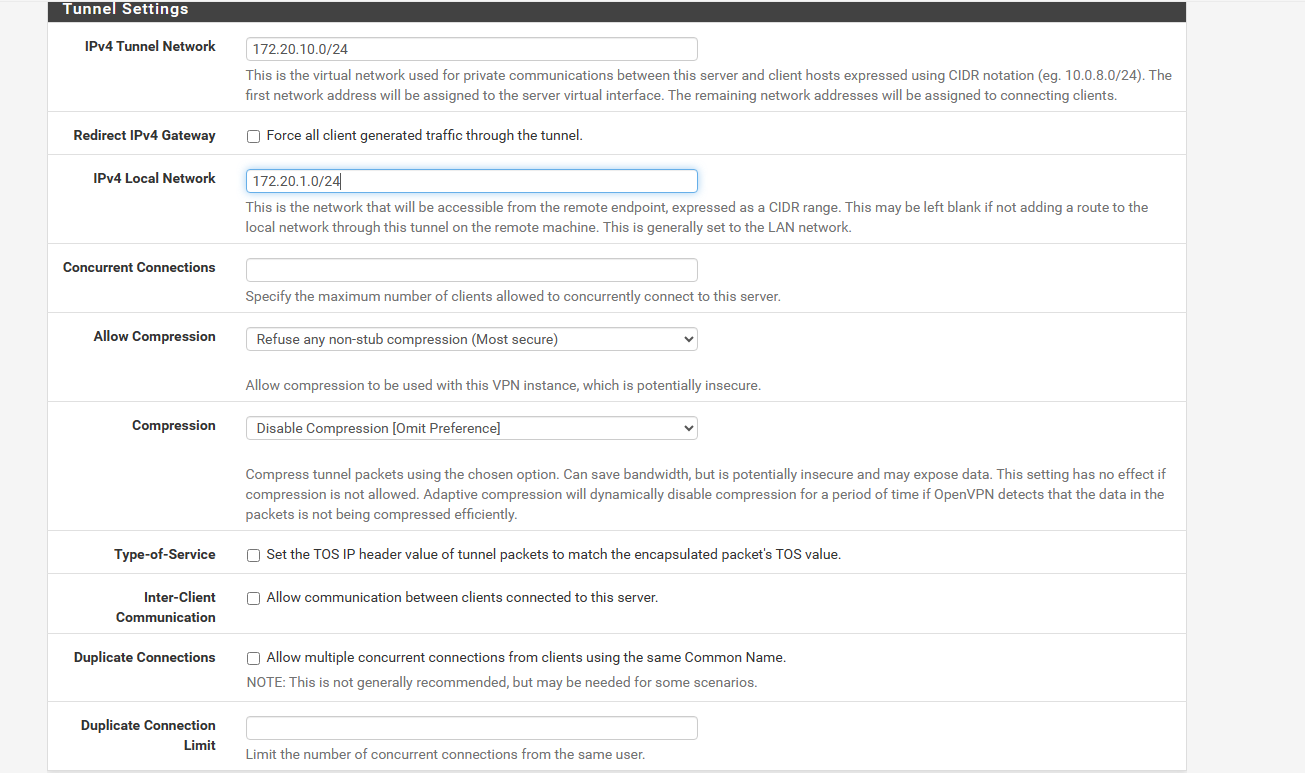 Tunnel Settings
IPv4 Tunnel Network
172.20.10.0/24
This is the virtual network used for private communications between this server and client hosts expressed using CIDR notation (eg. 10.0.8.0/24). The
first network address will be assigned to the server virtual interface. The remaining network addresses will be assigned to connecting clients.
Redirect IPv4 Gateway
Force all client generated traffic through the tunnel.
IPv4 Local Network
172.20.1.0/24
This is the network that will be accessible from the remote endpoint, expressed as a CIDR range. This may be left blank if not adding a route to the
local network through this tunnel on the remote machine. This is generally set to the LAN network.
Concurrent Connections
Specify the maximum number of clients allowed to concurrently connect to this server.
Allow Compression
Refuse any non-stub compression (Most secure)
Allow compression to be used with this VPN instance, which is potentially insecure.
Compression
Disable Compression [Omit Preference]
Compress tunnel packets using the chosen option. Can save bandwidth, but is potentially insecure and may expose data. This setting has no effect if
compression is not allowed. Adaptive compression will dynamically disable compression for a period of time if OpenVPN detects that the data in the
packets is not being compressed efficiently.
Type-of-Service
Set the TOS IP header value of tunnel packets to match the encapsulated packet's TOS value.
Inter-Client
Communication
Allow communication between clients connected to this server.
Duplicate Connections
Allow multiple concurrent connections from clients using the same Common Name.
NOTE: This is not generally recommended, but may be needed for some scenarios.
Duplicate Connection
Limit
Limit the number of concurrent connections from the same user.